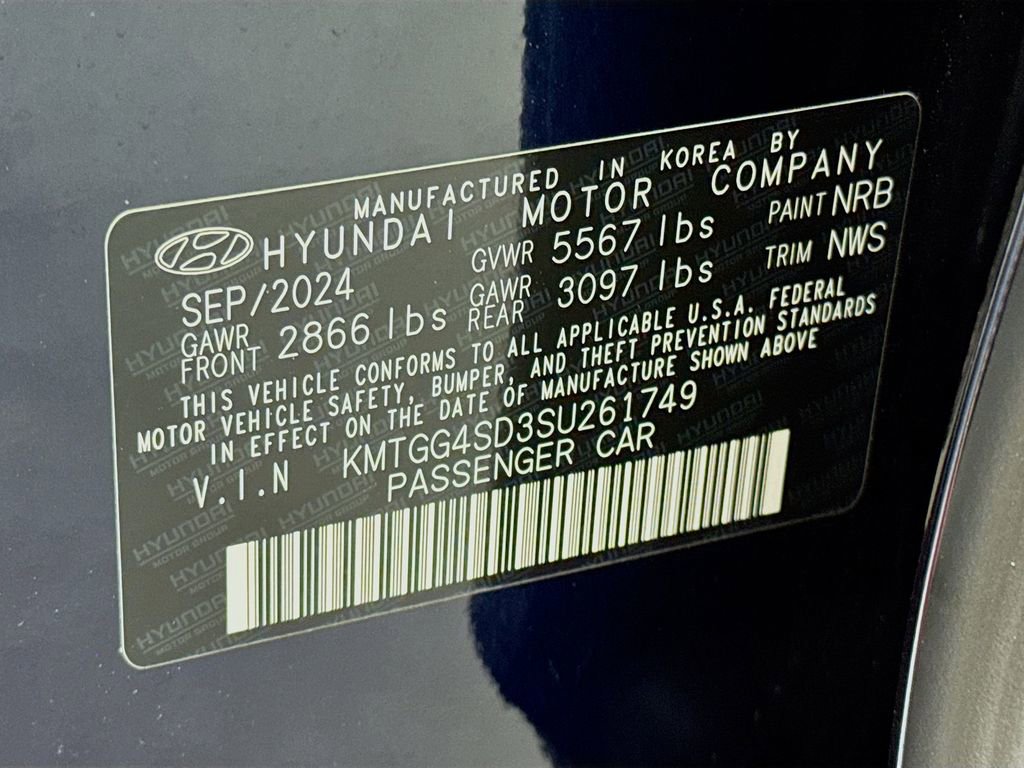 MANUFACTURED IN KOREA BY
HYUNDAI MOTOR COMPANY
SEP/2024 GVWR 5567 lbs PAINT NRB
GAWR FRONT 2866 lbs GAWR REAR 3097 lbs TRIM NWS
THIS VEHICLE CONFORMS TO ALL APPLICABLE U.S.A. FEDERAL
MOTOR VEHICLE SAFETY, BUMPER, AND THEFT PREVENTION STANDARDS
IN EFFECT ON THE DATE OF MANUFACTURE SHOWN ABOVE
V.I.N KMTGG4SD3SU261749
PASSENGER CAR
HYUNDAI
MOTOR GROUP